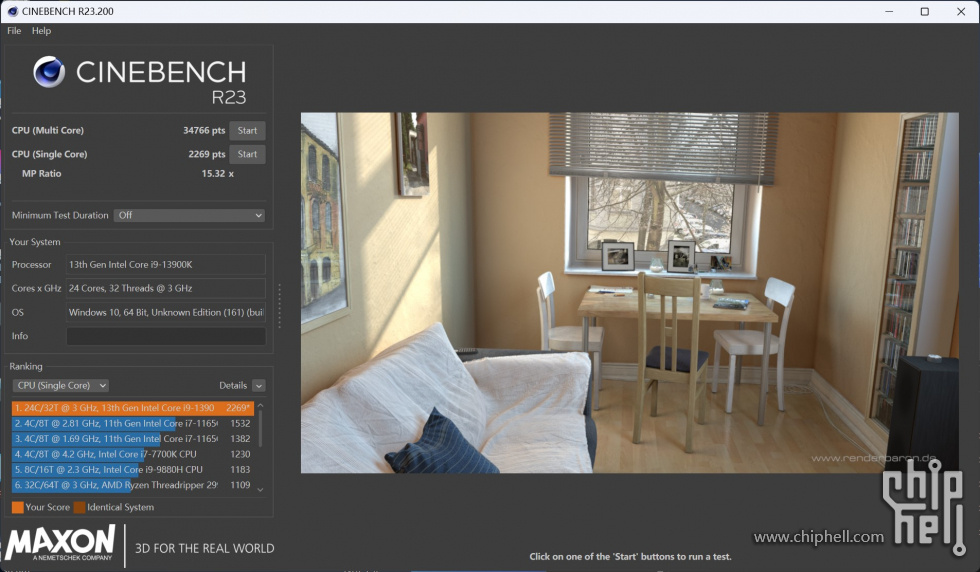 CINEBENCH R23.200
File Help
CINEBENCH
R23
CPU (Multi Core) 34766 pts Start
CPU (Single Core) 2269 pts Start
MP Ratio 15.32 x
Minimum Test Duration Off
Your System
Processor 13th Gen Intel Core i9-13900K
Cores x GHz 24 Cores, 32 Threads @ 3 GHz
OS Windows 10, 64 Bit, Unknown Edition (161) (buil
Info
Ranking
CPU (Single Core) Details
1. 24C/32T @ 3 GHz, 13th Gen Intel Core i9-1390 2269*
2. 4C/8T @ 2.81 GHz, 11th Gen Intel Core i7-1165 1532
3. 4C/8T @ 1.69 GHz, 11th Gen Intel Core i7-1165 1382
4. 4C/8T @ 4.2 GHz, Intel Core i7-7700K CPU 1230
5. 8C/16T @ 2.3 GHz, Intel Core i9-9880H CPU 1183
6. 32C/64T @ 3 GHz, AMD Ryzen Threadripper 29 1109
Your Score Identical System
MAXON
A NEMETSCHEK COMPANY
3D FOR THE REAL WORLD
www.renderbaron.de
Click on one of the 'Start' buttons to run a test.
www.chiphell.com
chip
hell